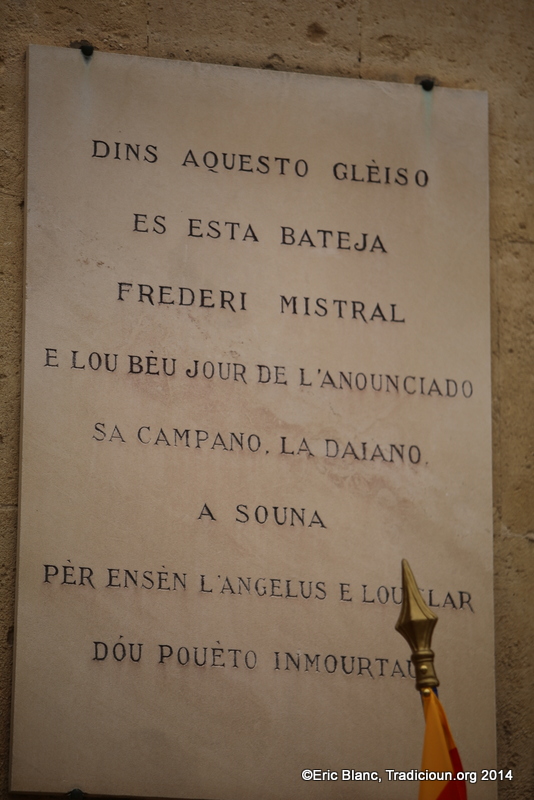 DINS AQUESTO GLÈISO
ES ESTA BATEJA
FREDERI MISTRAL
E LOU BÈU JOUR DE L'ANOUNCIADO
SA CAMPANO, LA DAIANO,
A SOUNA
PÈR ENSÈN L'ANGELUS E LOU CLAR
DÓU POUÈTO INMOURTAU
©Eric Blanc, Tradicioun.org 2014